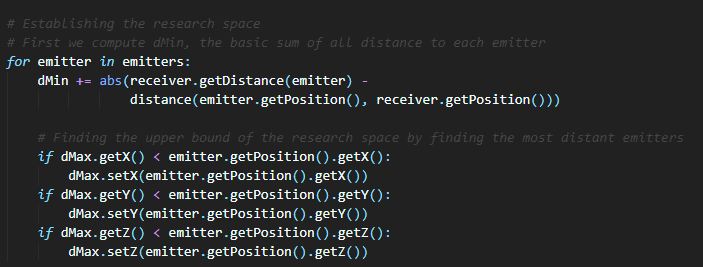 # Establishing the research space
# First we compute dMin, the basic sum of all distance to each emitter
for emitter in emitters:
    dMin += abs(receiver.getDistance(emitter) -
                distance(emitter.getPosition(), receiver.getPosition()))

    # Finding the upper bound of the research space by finding the most distant emitters
    if dMax.getX() < emitter.getPosition().getX():
        dMax.setX(emitter.getPosition().getX())
    if dMax.getY() < emitter.getPosition().getY():
        dMax.setY(emitter.getPosition().getY())
    if dMax.getZ() < emitter.getPosition().getZ():
        dMax.setZ(emitter.getPosition().getZ())